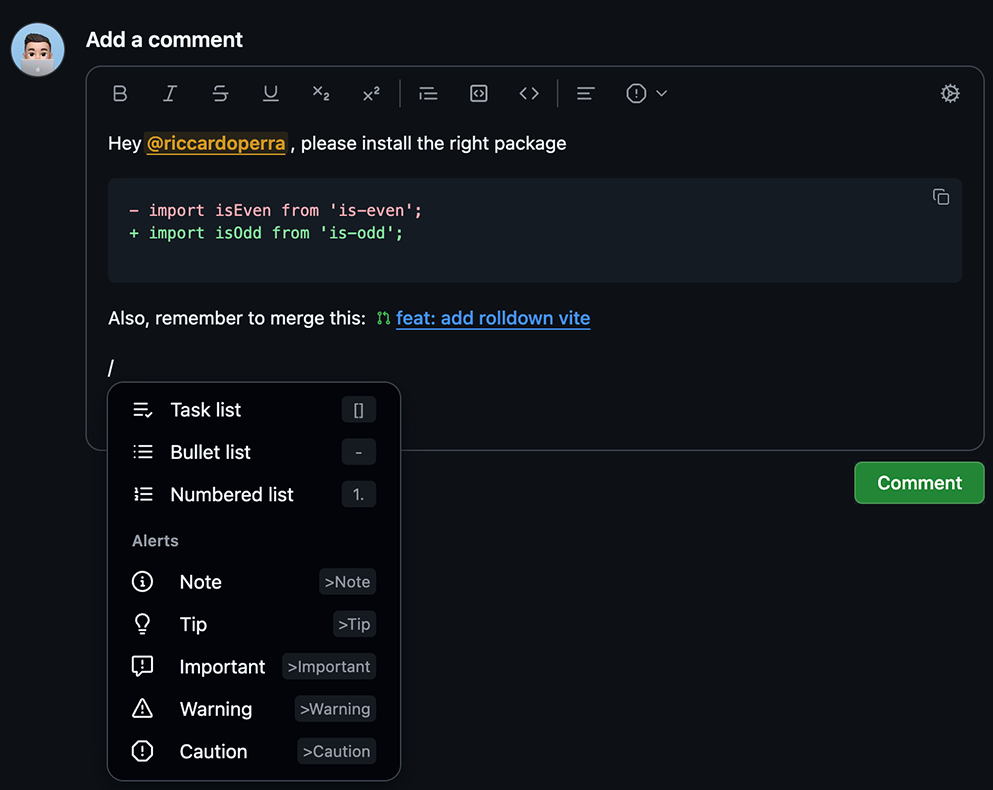 Add a comment
B I S U X₂ X²
Hey @riccardoperra , please install the right package
- import isEven from 'is-even';
+ import isOdd from 'is-odd';
Also, remember to merge this: feat: add rolldown vite
/
Task list []
Bullet list -
Numbered list 1.
Comment
Alerts
Note >Note
Tip >Tip
Important >Important
Warning >Warning
Caution >Caution